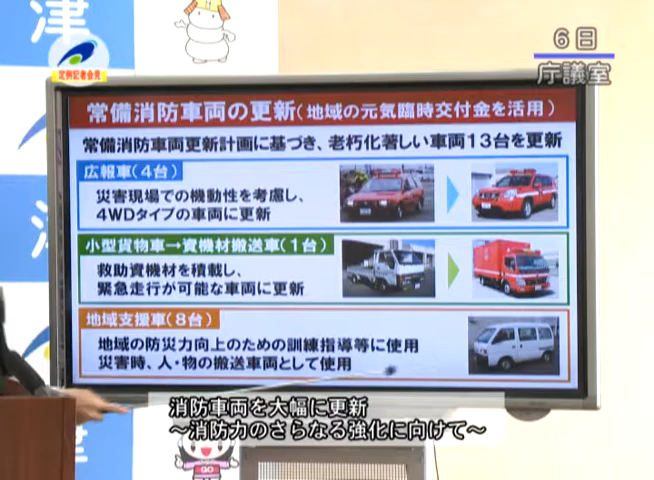 津
定例記者会見
6日
庁議室
常備消防車両の更新(地域の元気臨時交付金を活用)
常備消防車両更新計画に基づき、老朽化著しい車両13台を更新
広報車(4台)
災害現場での機動性を考慮し、
4WDタイプの車両に更新
小型貨物車→資機材搬送車(1台)
救助資機材を積載し、
緊急走行が可能な車両に更新
地域支援車(8台)
地域の防災力向上のための訓練指導等に使用
災害時、人・物の搬送車両として使用
消防車両を大幅に更新
～消防力のさらなる強化に向けて～
津
GO